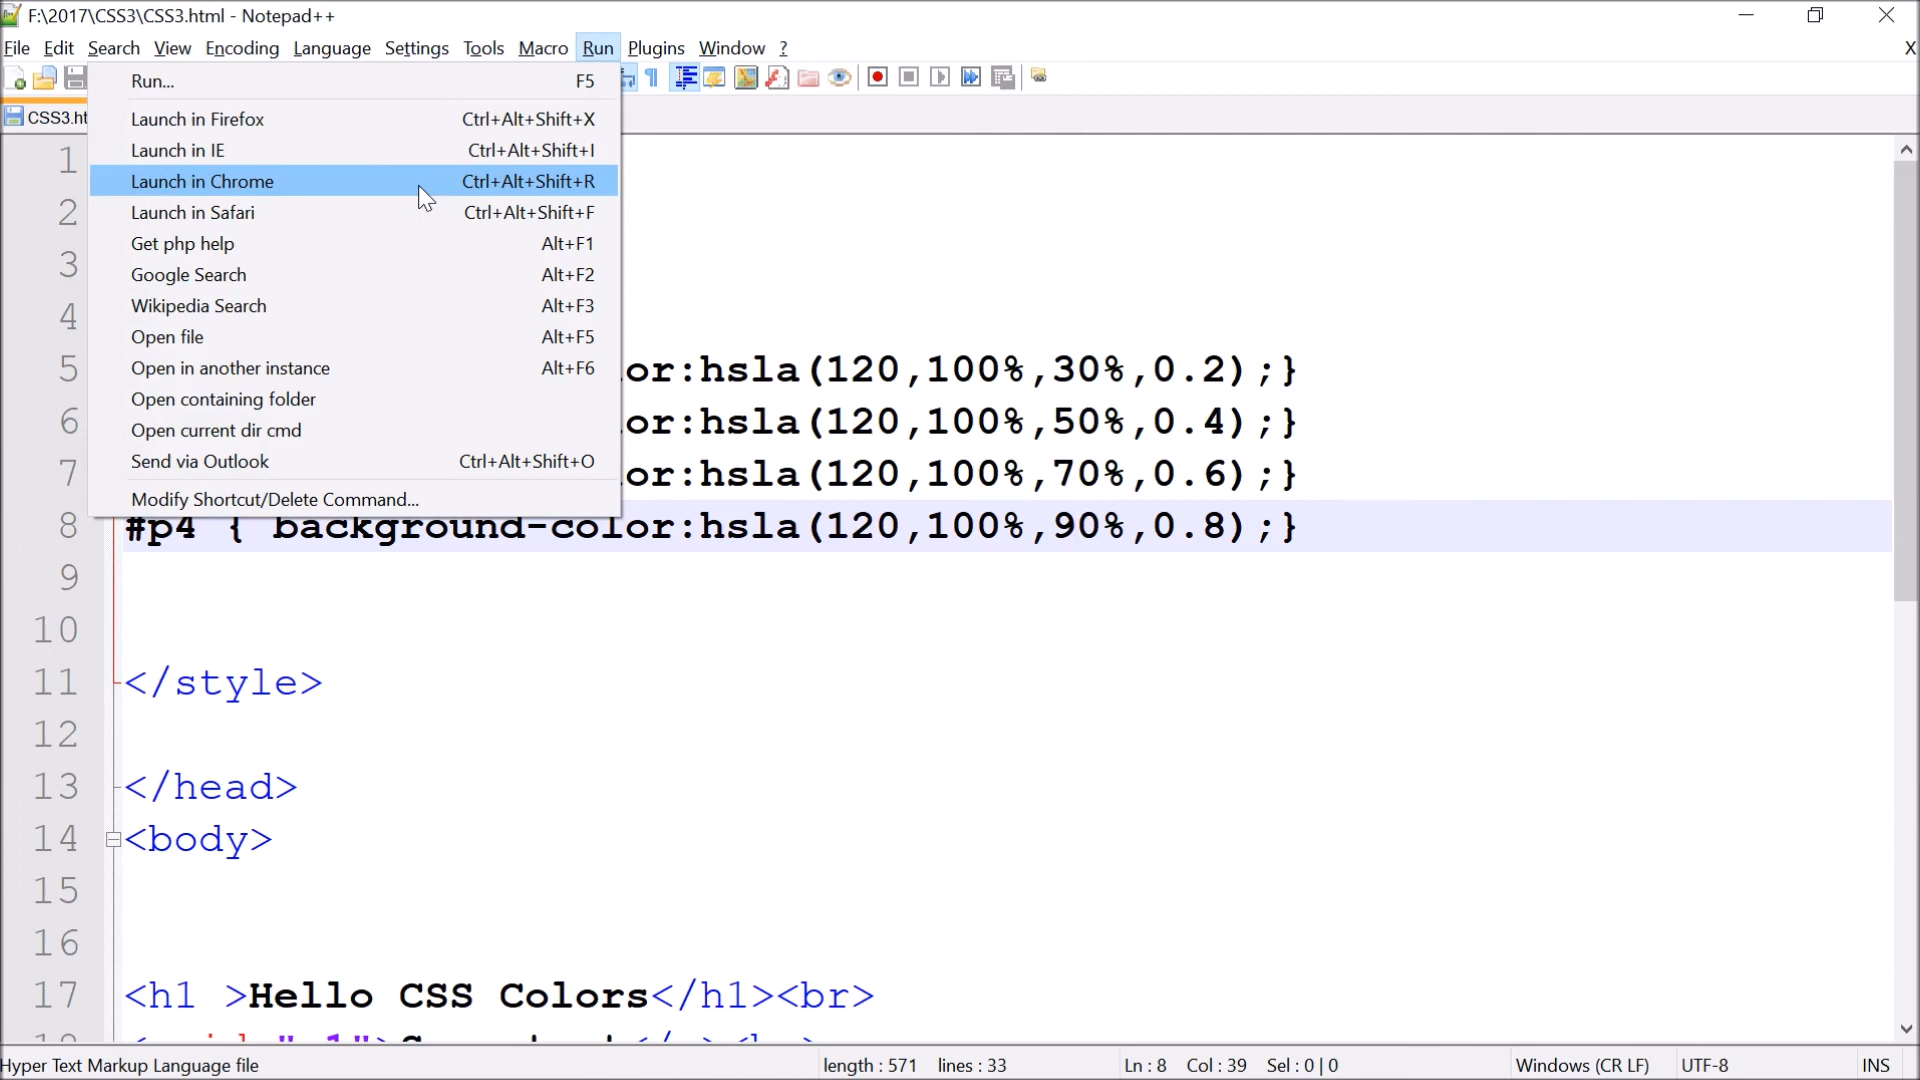 F:\2017\CSS3\CSS3.html - Notepad++
File Edit Search View Encoding Language Settings Tools Macro Run Plugins Window ? X
Run... F5
CSS3.ht
Launch in Firefox Ctrl+Alt+Shift+X
Launch in IE Ctrl+Alt+Shift+I
Launch in Chrome Ctrl+Alt+Shift+R
Launch in Safari Ctrl+Alt+Shift+F
Get php help Alt+F1
Google Search Alt+F2
Wikipedia Search Alt+F3
Open file Alt+F5
Open in another instance Alt+F6
Open containing folder
Open current dir cmd
Send via Outlook Ctrl+Alt+Shift+O
Modify Shortcut/Delete Command...
1
2
3
4
5 or:hsla(120,100%,30%,0.2);}
6 or:hsla(120,100%,50%,0.4);}
7 or:hsla(120,100%,70%,0.6);}
8 #p4 { background-color:hsla(120,100%,90%,0.8);}
9
10
11 </style>
12
13 </head>
14 <body>
15
16
17 <h1 >Hello CSS Colors</h1><br>
Hyper Text Markup Language file length : 571 lines : 33 Ln : 8 Col : 39 Sel : 0 | 0 Windows (CR LF) UTF-8 INS